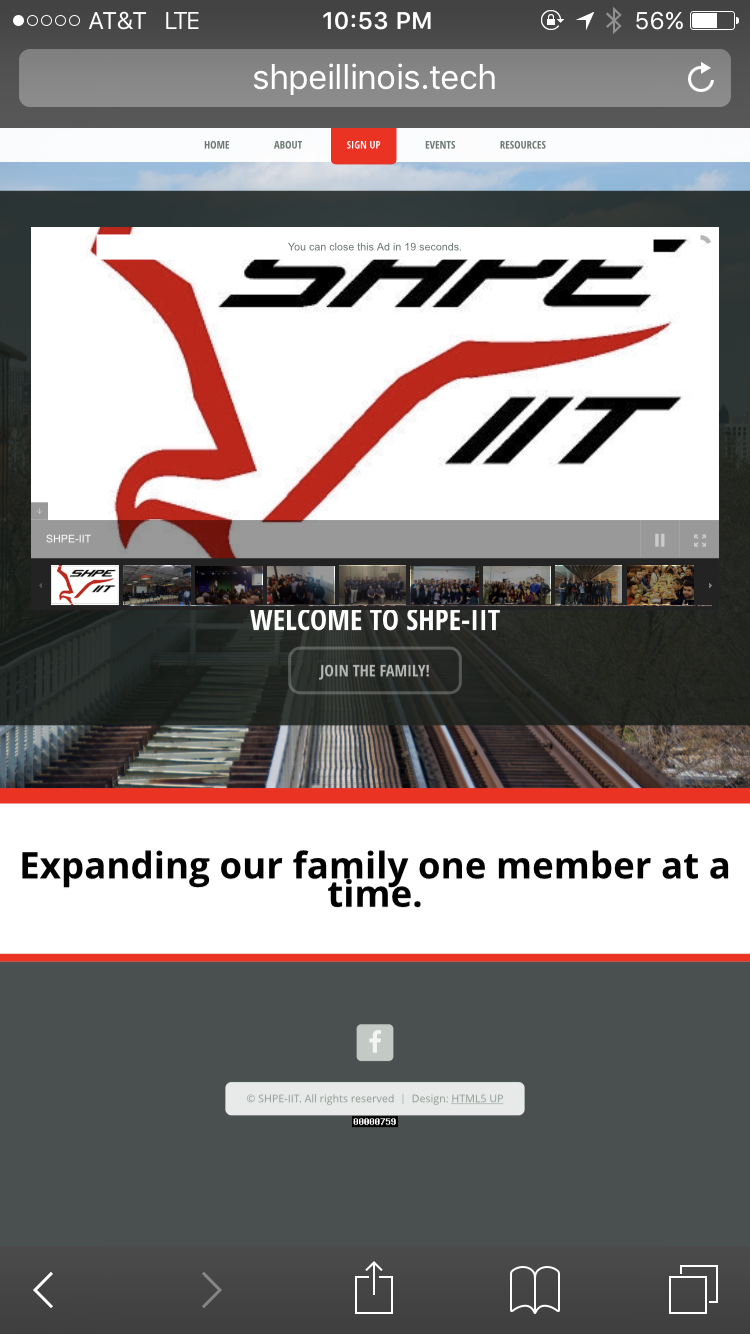 AT&T LTE 10:53 PM 56%
shpeillinois.tech
HOME ABOUT SIGN UP EVENTS RESOURCES
You can close this Ad in 19 seconds.
SHPE
IIT
SHPE-IIT
SHPE
IIT
WELCOME TO SHPE-IIT
JOIN THE FAMILY!
Expanding our family one member at a
time.
f
© SHPE-IIT. All rights reserved | Design: HTML5 UP
00000759